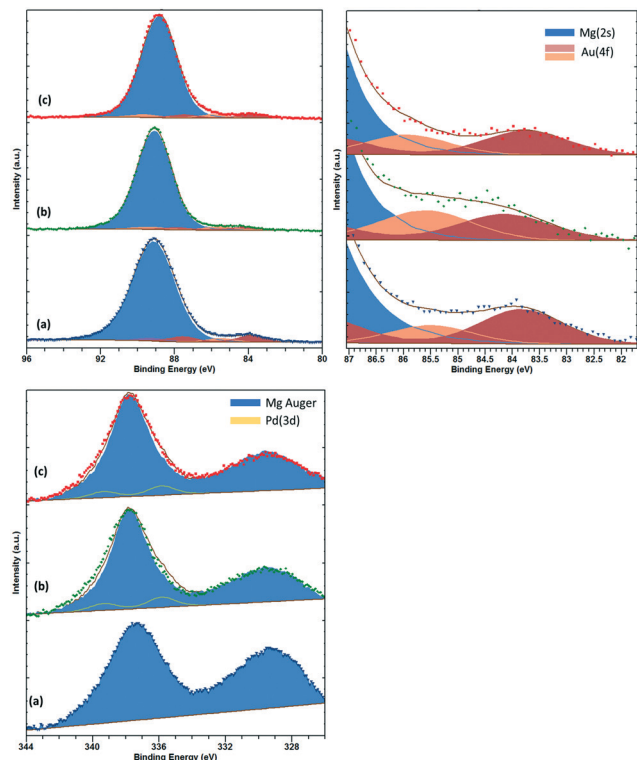 (c)
(b)
(a)
Intensity (a.u.)
96 92 88 84 80
Binding Energy (eV)
Mg(2s)
Au(4f)
(c)
(b)
(a)
Intensity (a.u.)
87 86.5 86 85.5 85 84.5 84 83.5 83 82.5 82
Binding Energy (eV)
Mg Auger
Pd(3d)
(c)
(b)
(a)
Intensity (a.u.)
344 340 336 332 328
Binding Energy (eV)